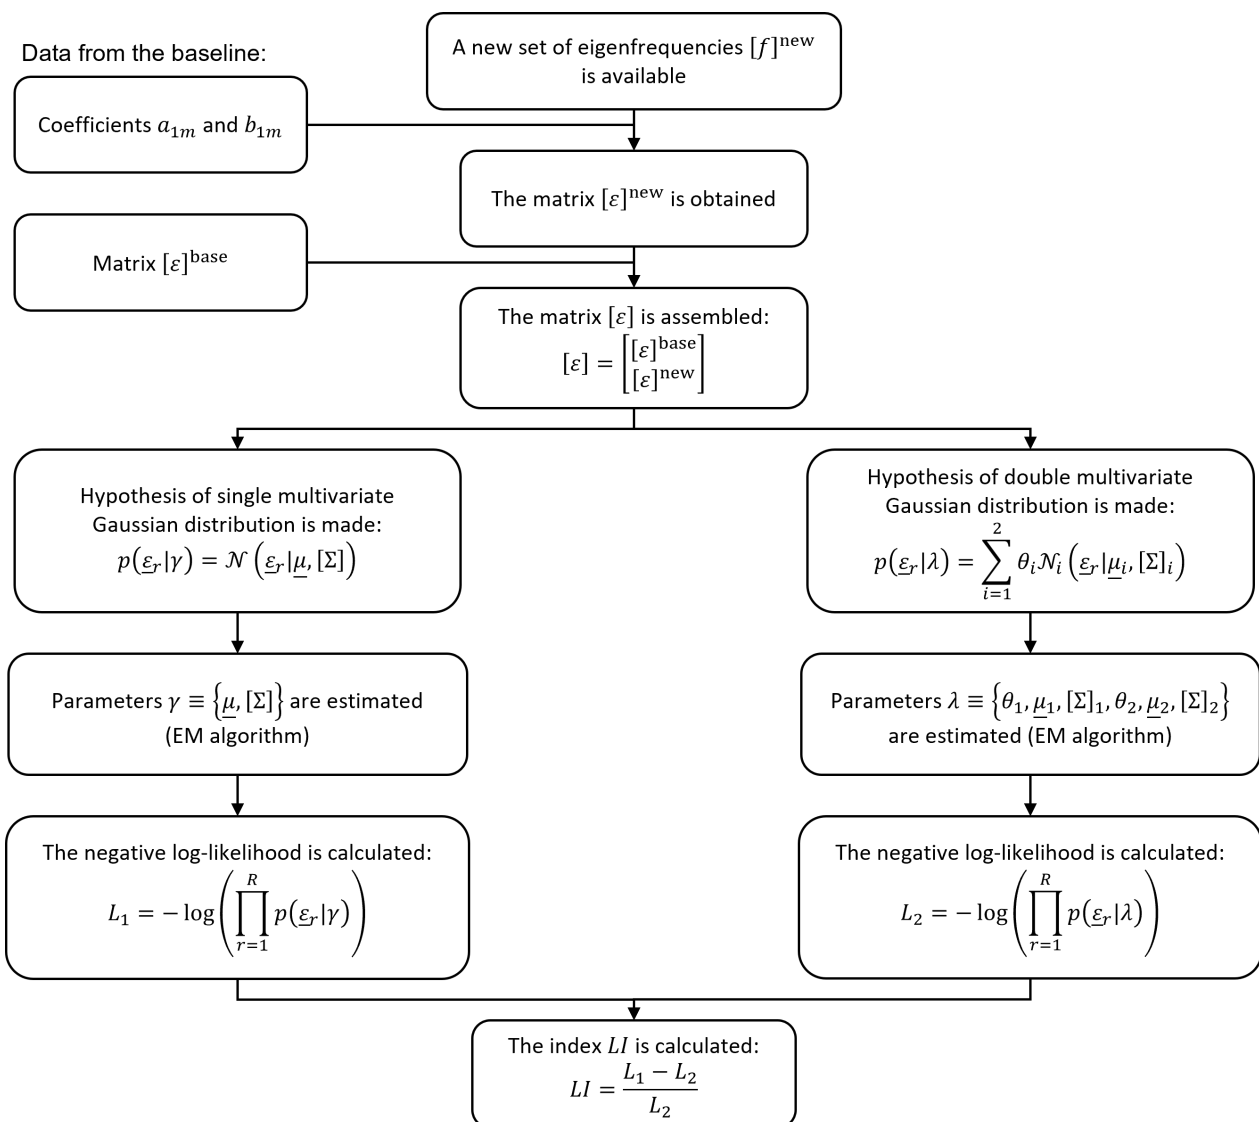 A new set of eigenfrequencies [f]^new
is available
Data from the baseline:
Coefficients a_1m and b_1m
The matrix [ε]^new is obtained
Matrix [ε]^base
The matrix [ε] is assembled:
[ε] = [[ε]^base
[ε]^new]
Hypothesis of single multivariate
Gaussian distribution is made:
p(ε_r|γ) = 𝒩(ε_r|μ, [Σ])
Hypothesis of double multivariate
Gaussian distribution is made:
p(ε_r|λ) = ∑_{i=1}^{2} θ_i 𝒩_i (ε_r|μ_i, [Σ]_i)
Parameters γ ≡ {μ, [Σ]} are estimated
(EM algorithm)
Parameters λ ≡ {θ_1, μ_1, [Σ]_1, θ_2, μ_2, [Σ]_2}
are estimated (EM algorithm)
The negative log-likelihood is calculated:
L_1 = − log(∏_{r=1}^{R} p(ε_r|γ))
The negative log-likelihood is calculated:
L_2 = − log(∏_{r=1}^{R} p(ε_r|λ))
The index LI is calculated:
LI = (L_1 − L_2) / L_2